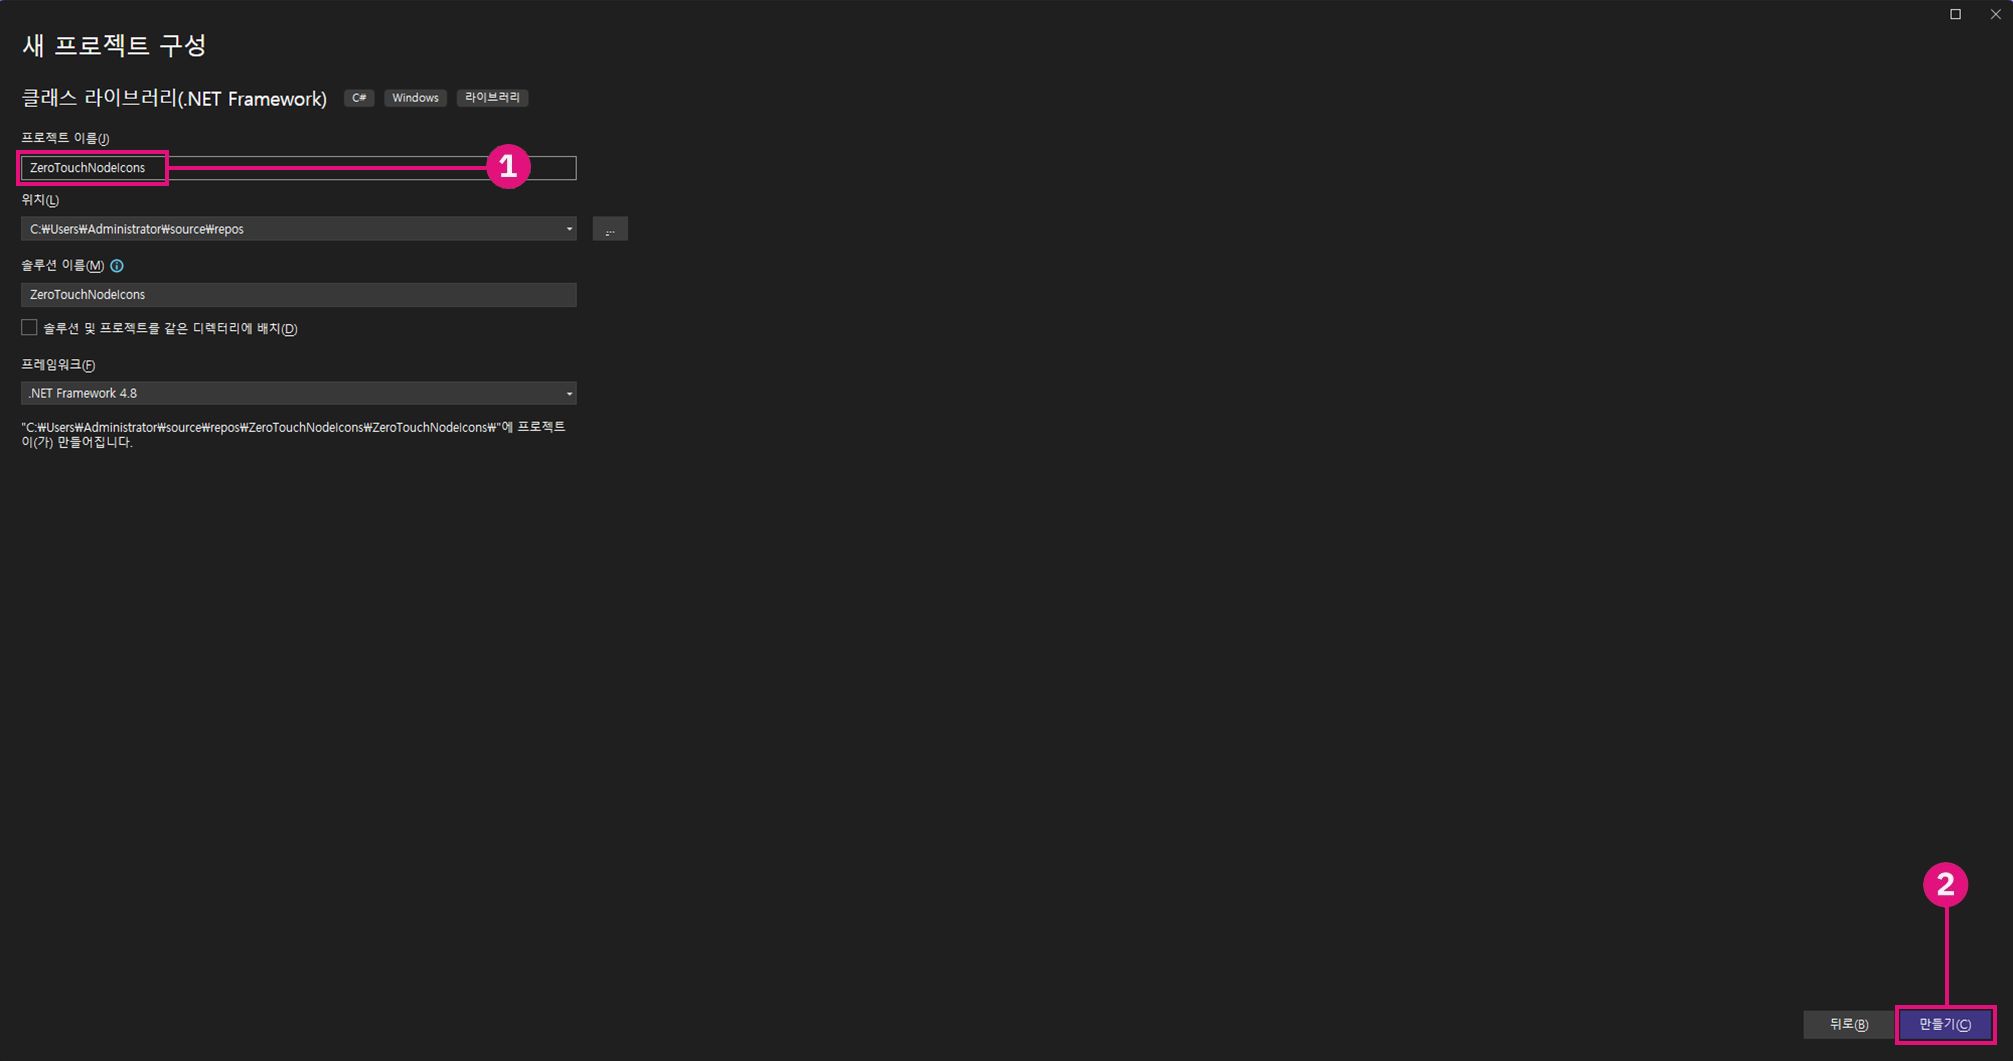 새 프로젝트 구성
클래스 라이브러리(.NET Framework) C# Windows 라이브러리
프로젝트 이름(J)
ZeroTouchNodeIcons 1
위치(L)
C:₩Users₩Administrator₩source₩repos ...
솔루션 이름(M)
ZeroTouchNodeIcons
솔루션 및 프로젝트를 같은 디렉터리에 배치(D)
프레임워크(F)
.NET Framework 4.8
"C:₩Users₩Administrator₩source₩repos₩ZeroTouchNodeIcons₩ZeroTouchNodeIcons₩"에 프로젝트
이(가) 만들어집니다.
2
뒤로(B) 만들기(C)